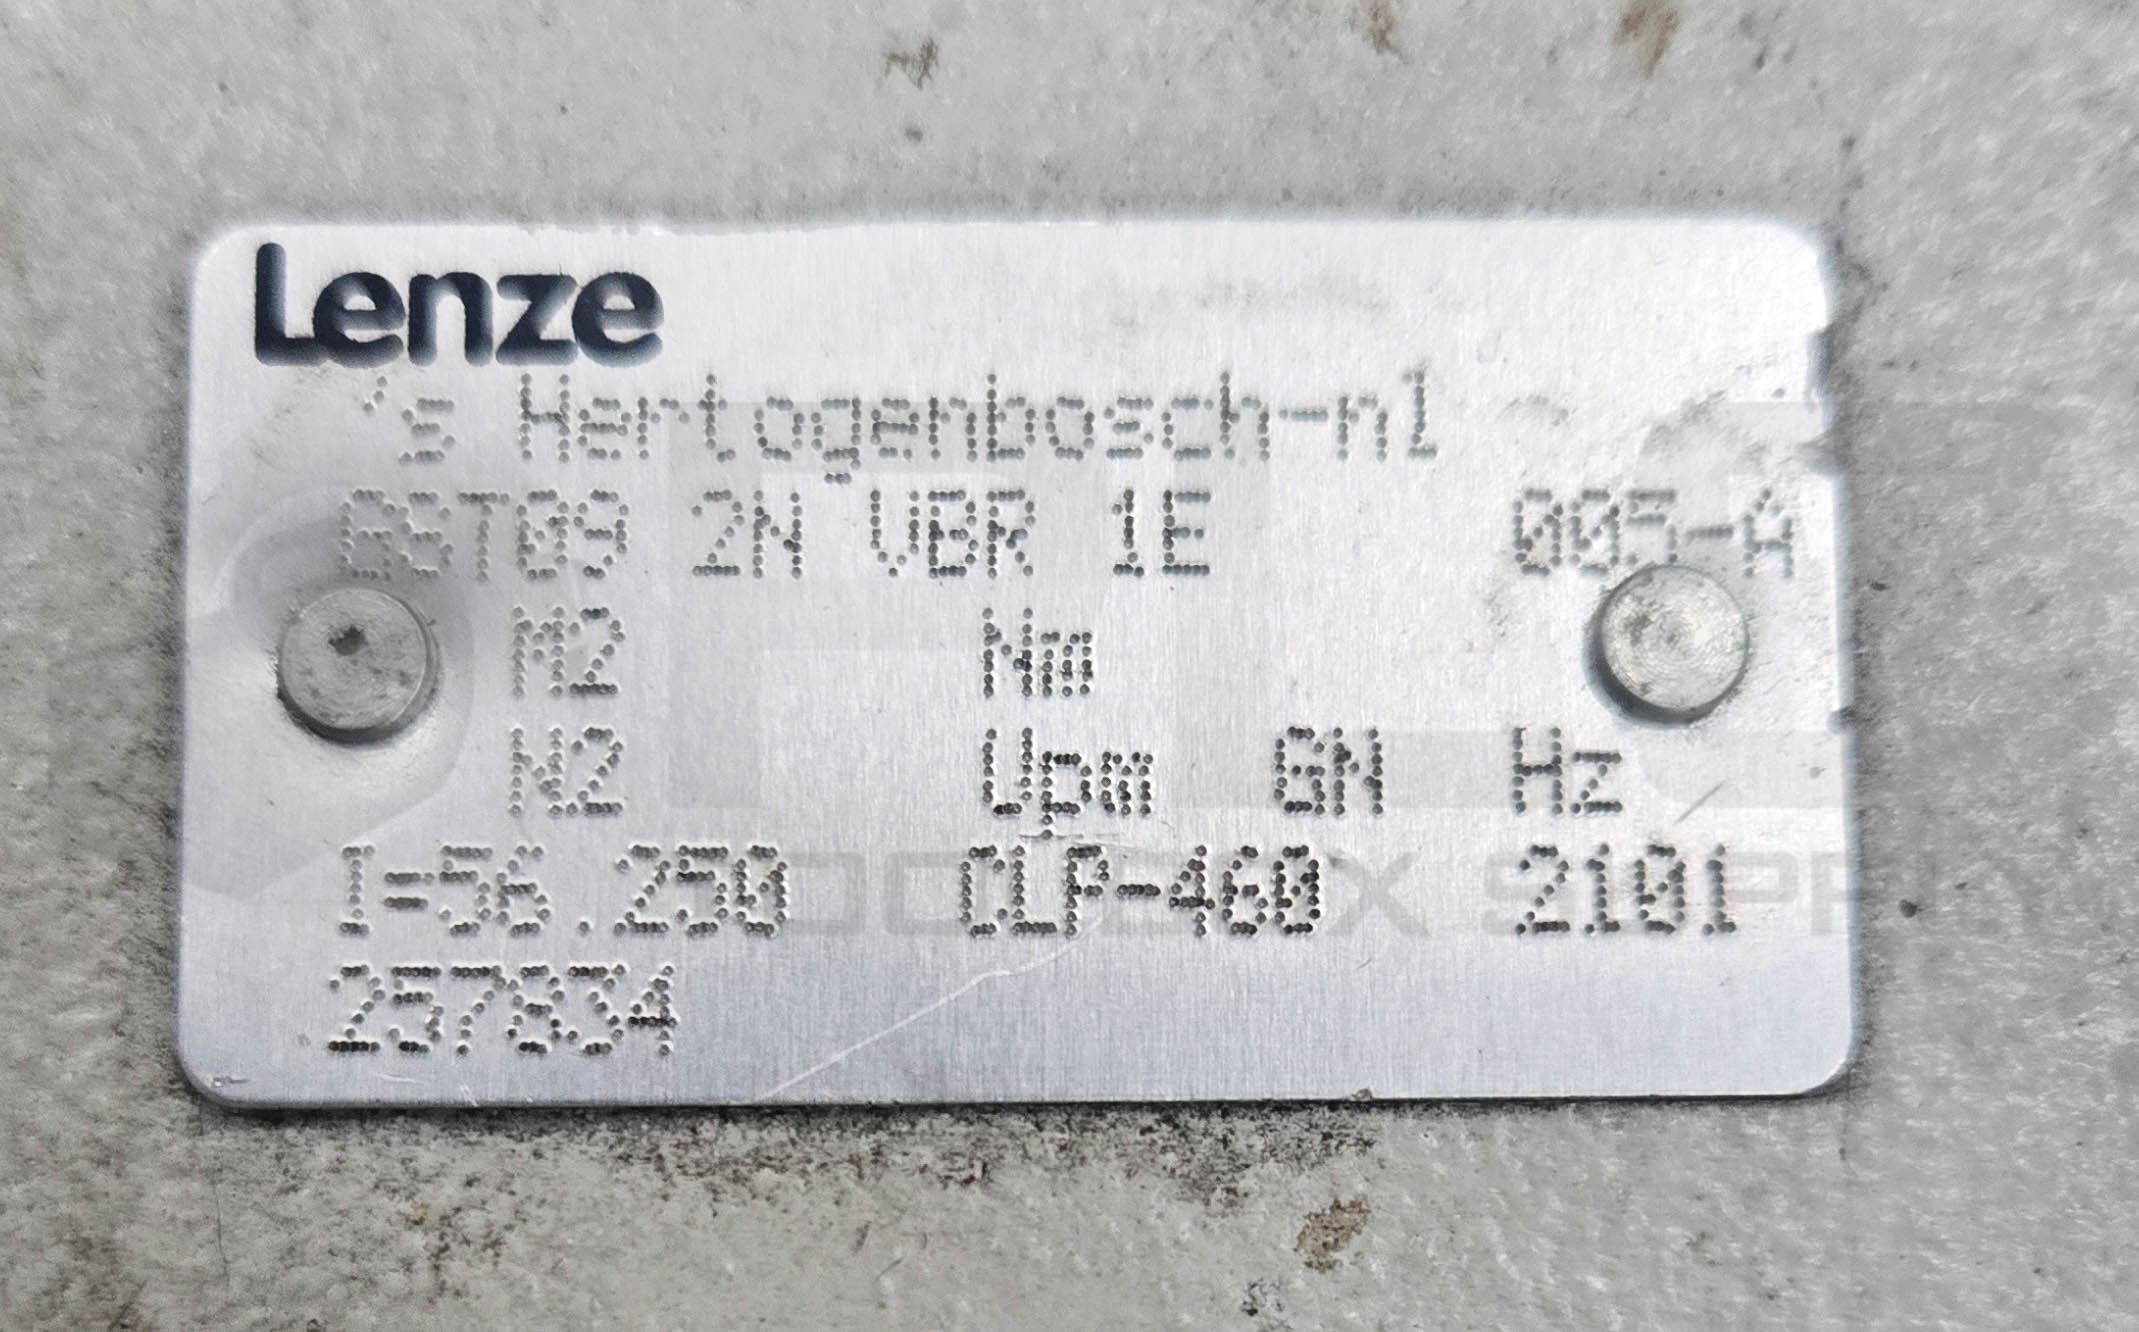 Lenze
's Hertogenbosch-nl
GST09 2N VBR 1E 005-A
M2 Nm
N2 Upm GN Hz
I=56.250 CLP-460 2101
257834